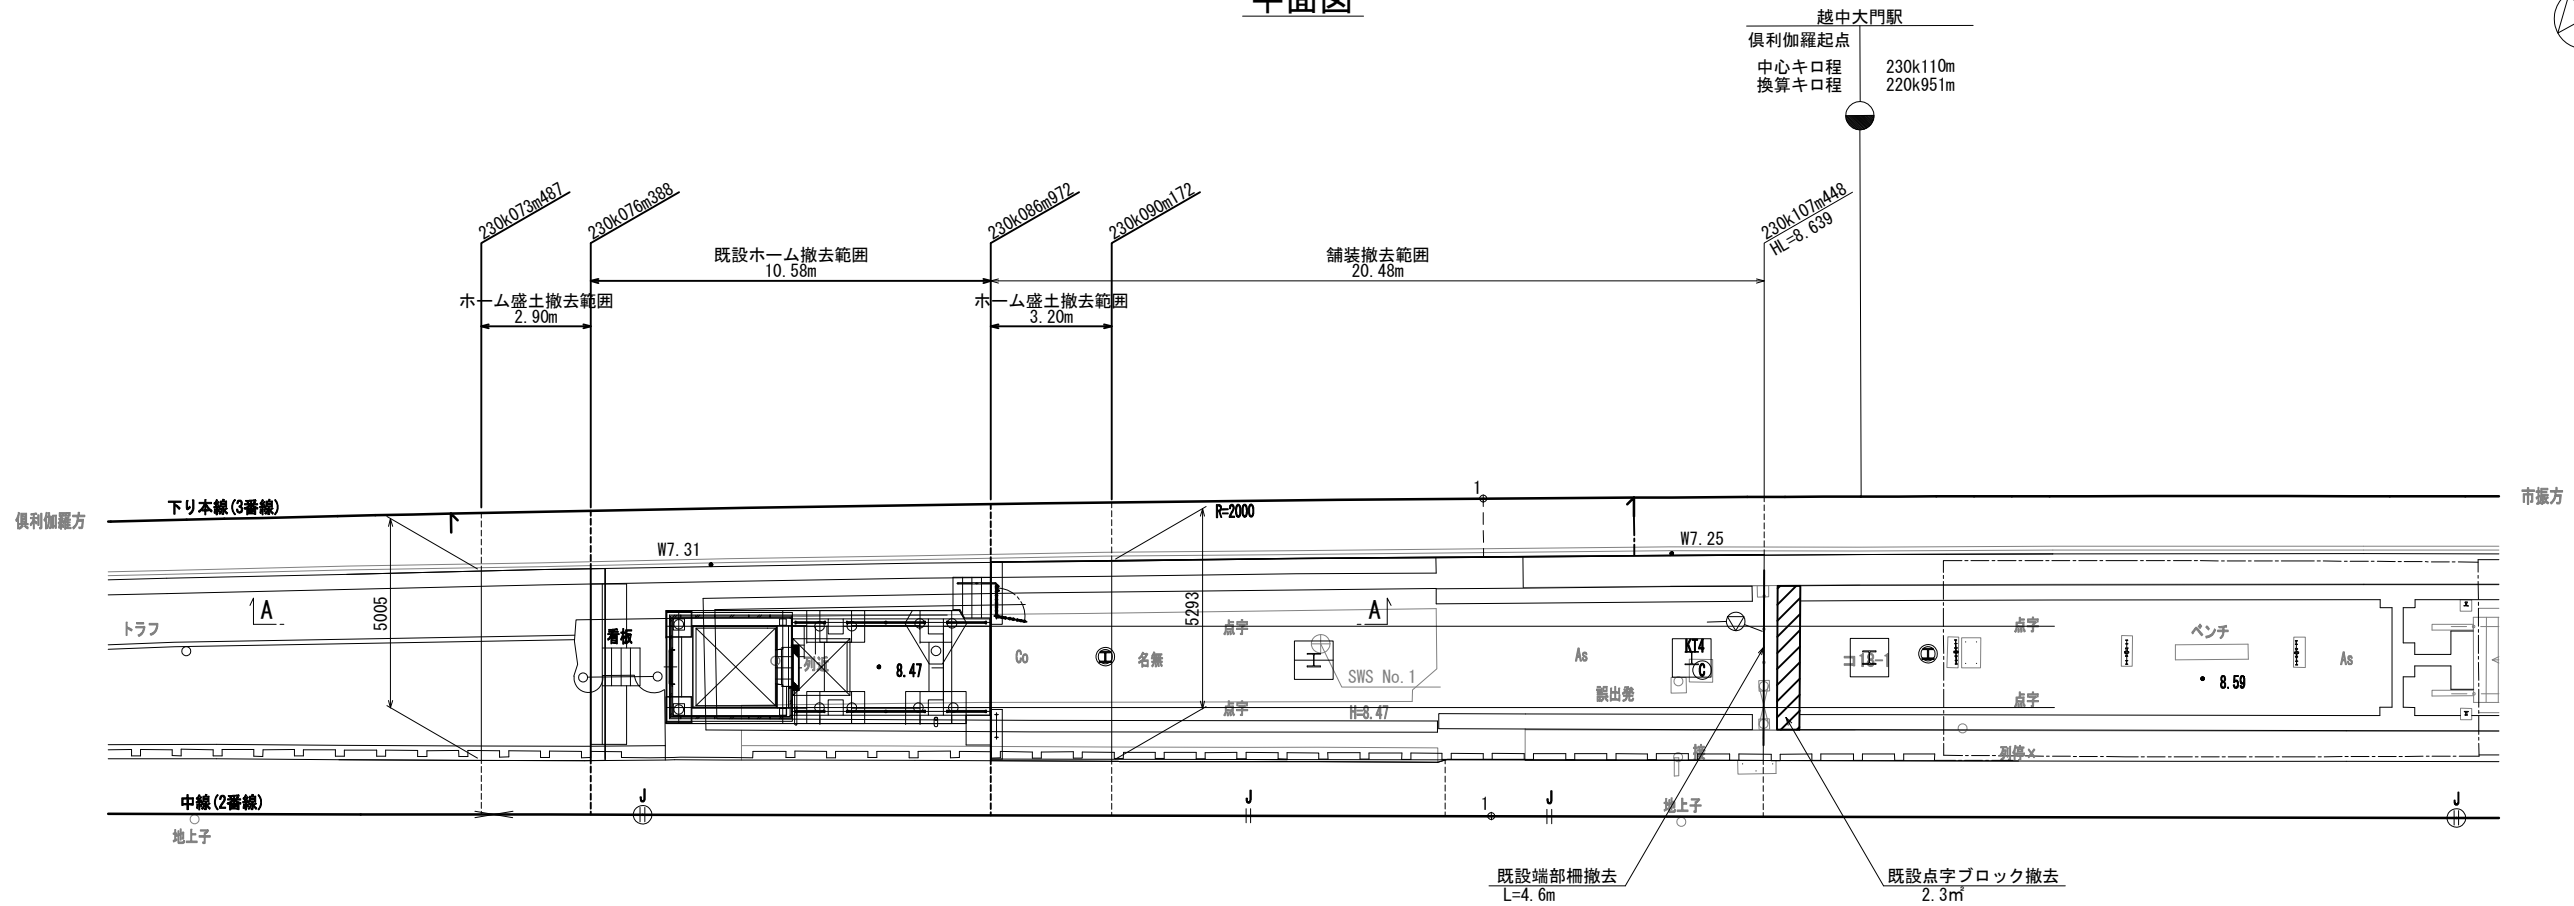 平面図
越中大門駅
倶利伽羅起点
中心キロ程 230k110m
換算キロ程 220k951m
230k073m487
230k076m388
230k086m972
230k090m172
230k107m448
HL=8.639
既設ホーム撤去範囲
10.58m
舗装撤去範囲
20.48m
ホーム盛土撤去範囲
2.90m
ホーム盛土撤去範囲
3.20m
下り本線(3番線)
倶利伽羅方
市振方
1
R=2000
W7.31
W7.25
5005
5293
A
A
トラフ
看板
列近
8.47
6
Co
名無
点字
点字
SWS No.1
H=8.47
As
誤出発
KT4
C
コ18-1
点字
点字
ベンチ
8.59
As
列停×
中線(2番線)
地上子
J
J
1
J
地上子
J
既設端部柵撤去
L=4.6m
既設点字ブロック撤去
2.3㎡